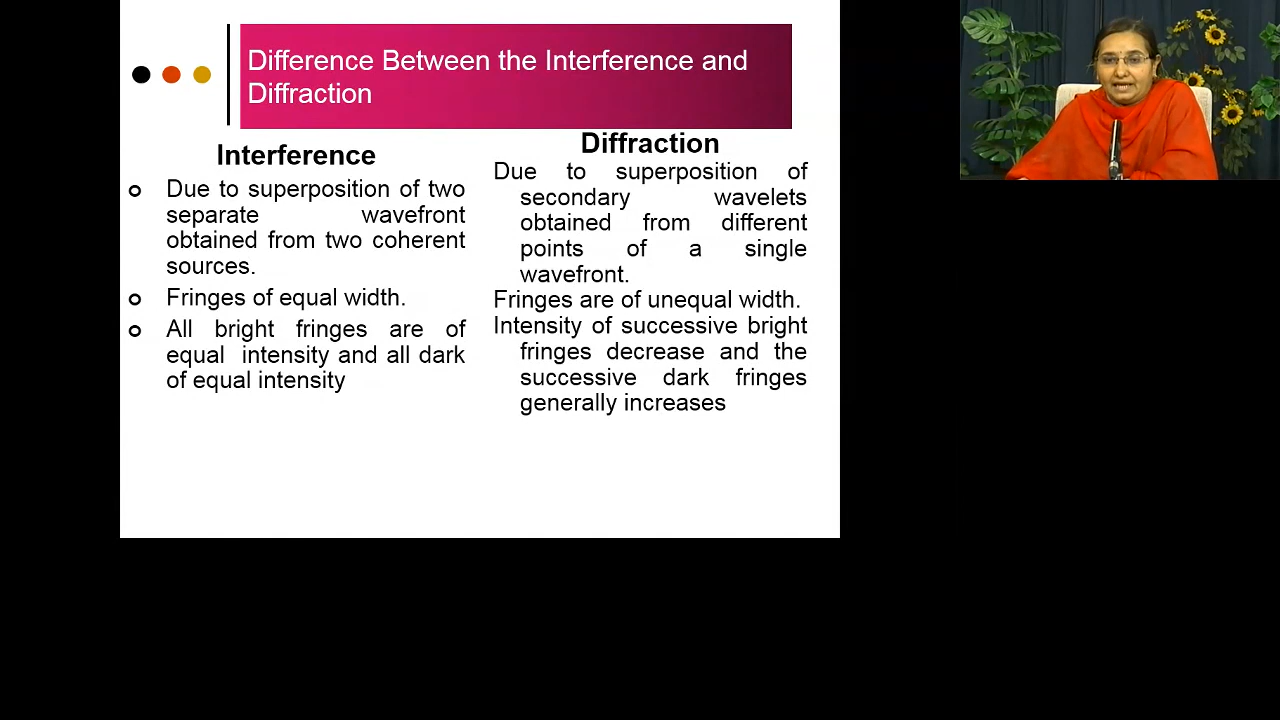 Difference Between the Interference and
Diffraction
Interference
Due to superposition of two
separate wavefront
obtained from two coherent
sources.
Fringes of equal width.
All bright fringes are of
equal intensity and all dark
of equal intensity
Diffraction
Due to superposition of
secondary wavelets
obtained from different
points of a single
wavefront.
Fringes are of unequal width.
Intensity of successive bright
fringes decrease and the
successive dark fringes
generally increases